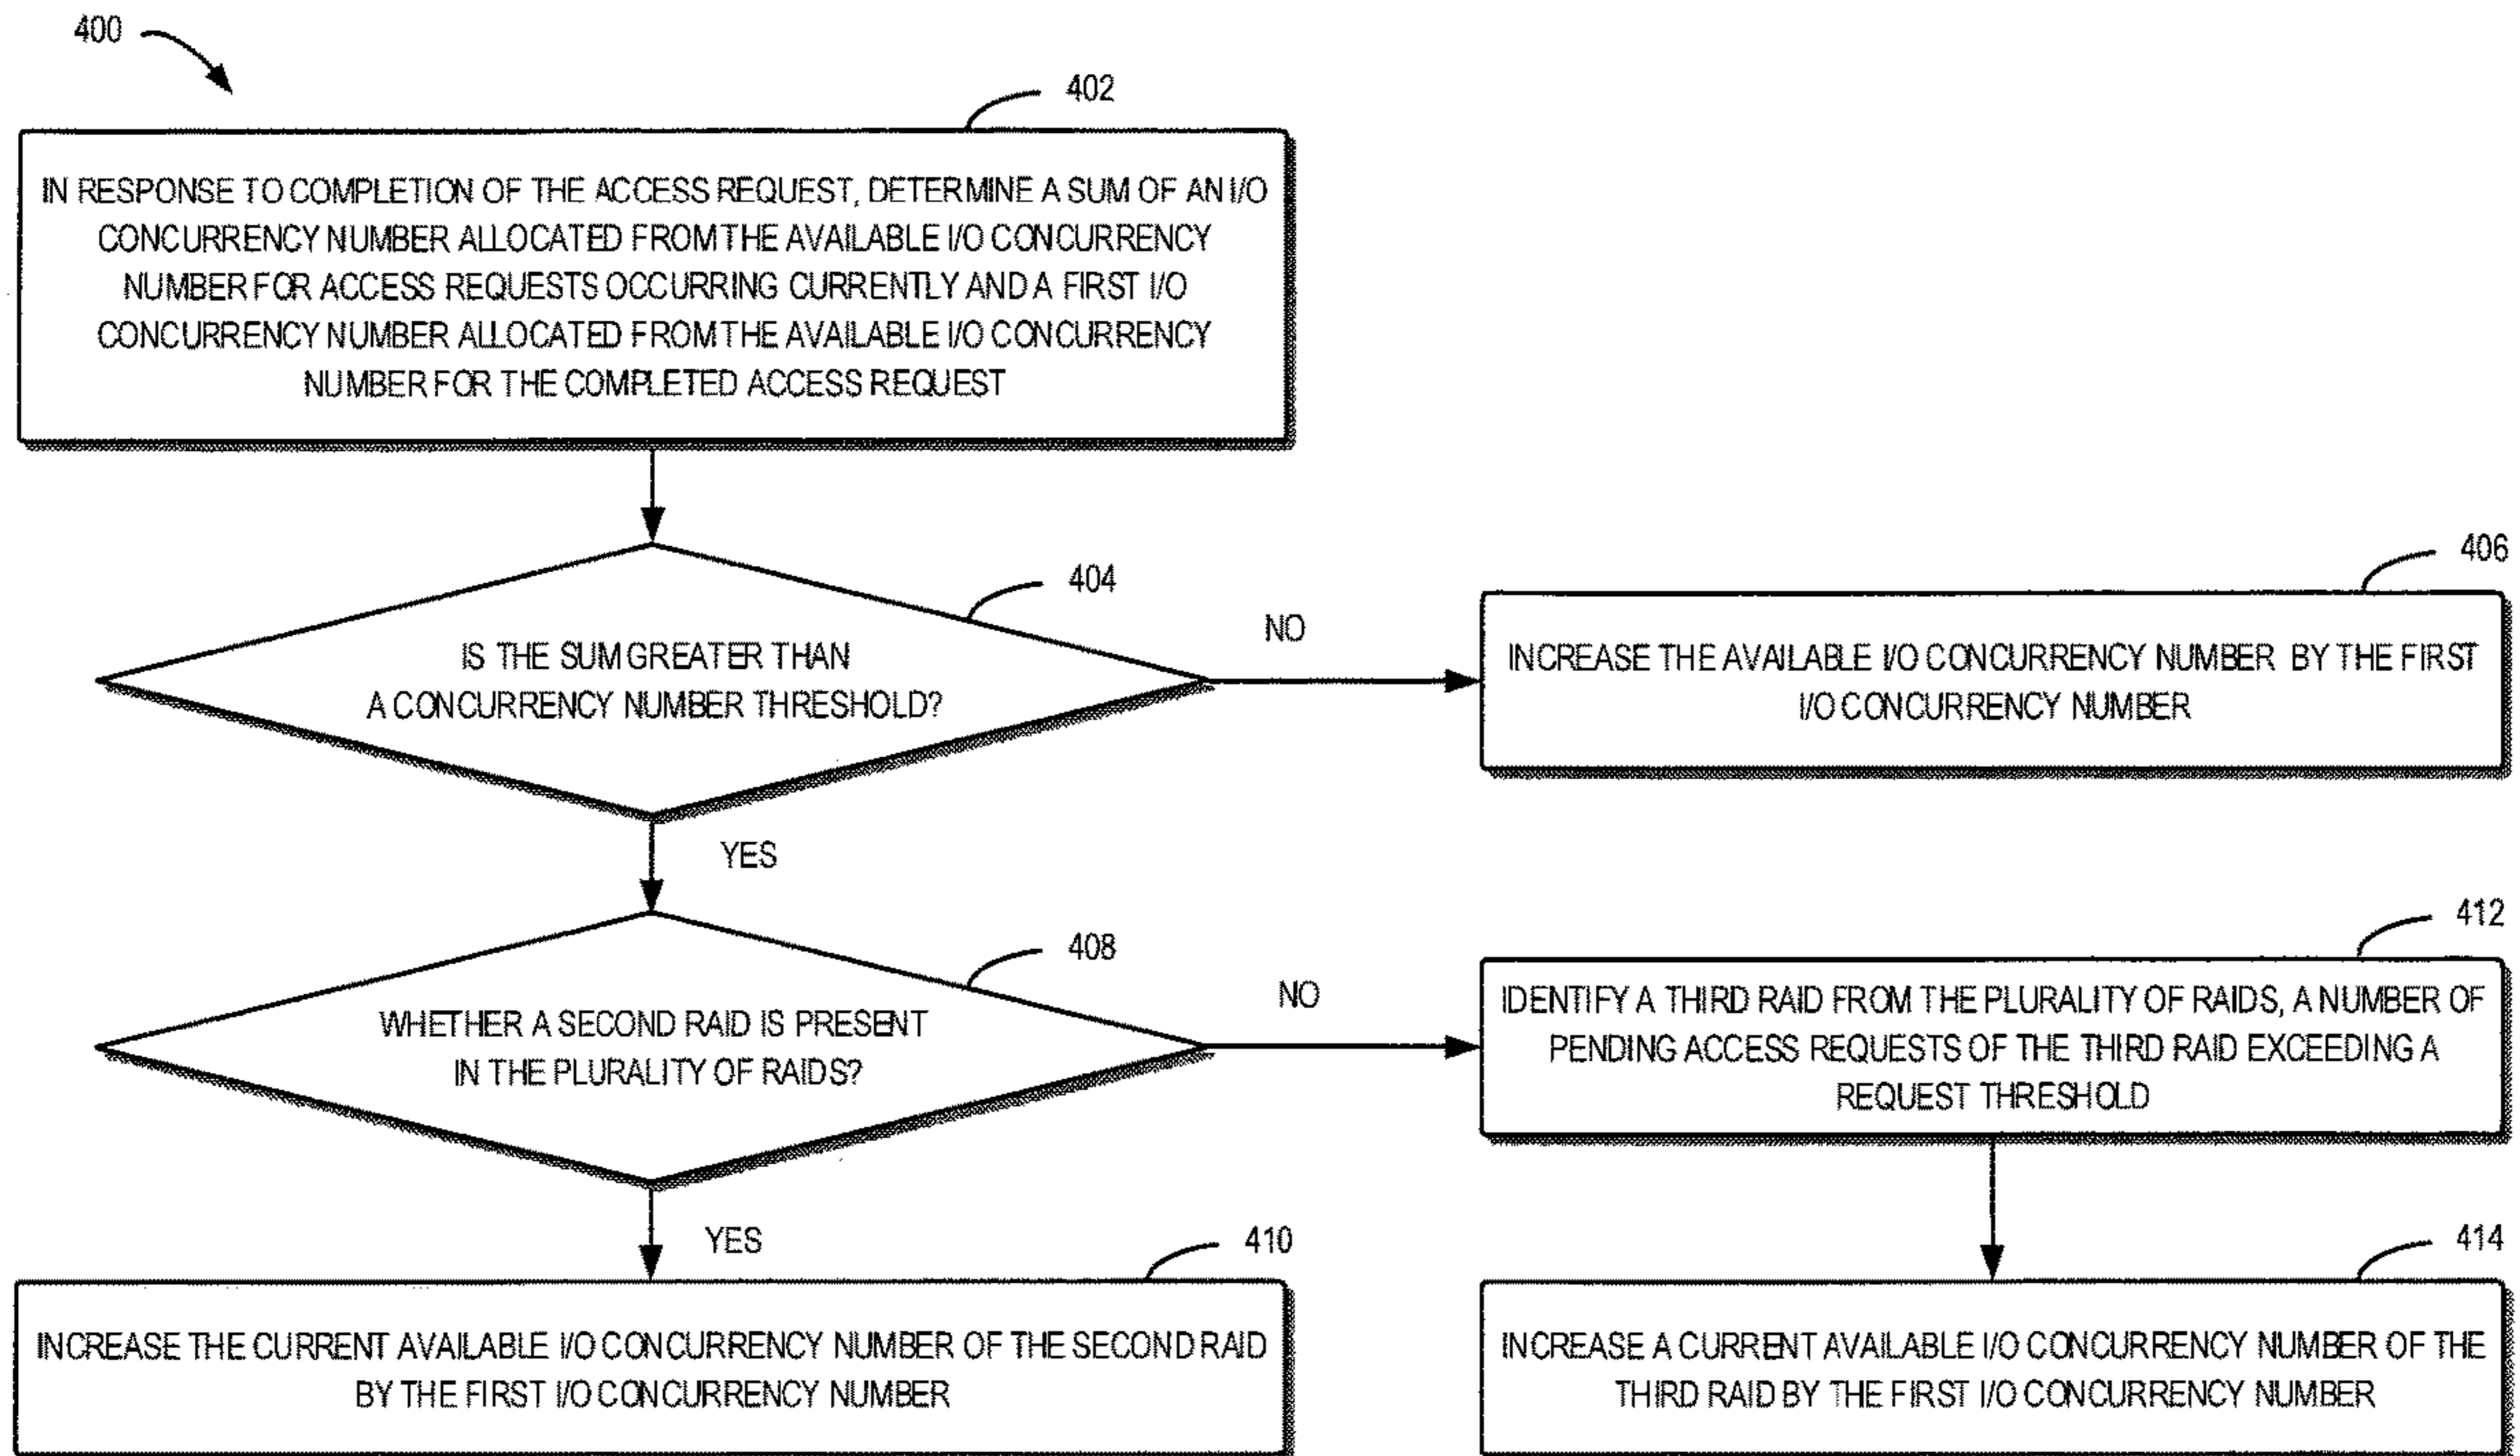 400
402
IN RESPONSE TO COMPLETION OF THE ACCESS REQUEST, DETERMINE A SUM OF AN I/O
CONCURRENCY NUMBER ALLOCATED FROM THE AVAILABLE I/O CONCURRENCY
NUMBER FOR ACCESS REQUESTS OCCURRING CURRENTLY AND A FIRST I/O
CONCURRENCY NUMBER ALLOCATED FROM THE AVAILABLE I/O CONCURRENCY
NUMBER FOR THE COMPLETED ACCESS REQUEST
404
IS THE SUM GREATER THAN
A CONCURRENCY NUMBER THRESHOLD?
NO
406
INCREASE THE AVAILABLE I/O CONCURRENCY NUMBER BY THE FIRST
I/O CONCURRENCY NUMBER
YES
408
WHETHER A SECOND RAID IS PRESENT
IN THE PLURALITY OF RAIDS?
NO
412
IDENTIFY A THIRD RAID FROM THE PLURALITY OF RAIDS, A NUMBER OF
PENDING ACCESS REQUESTS OF THE THIRD RAID EXCEEDING A
REQUEST THRESHOLD
YES
410
INCREASE THE CURRENT AVAILABLE I/O CONCURRENCY NUMBER OF THE SECOND RAID
BY THE FIRST I/O CONCURRENCY NUMBER
414
INCREASE A CURRENT AVAILABLE I/O CONCURRENCY NUMBER OF THE
THIRD RAID BY THE FIRST I/O CONCURRENCY NUMBER